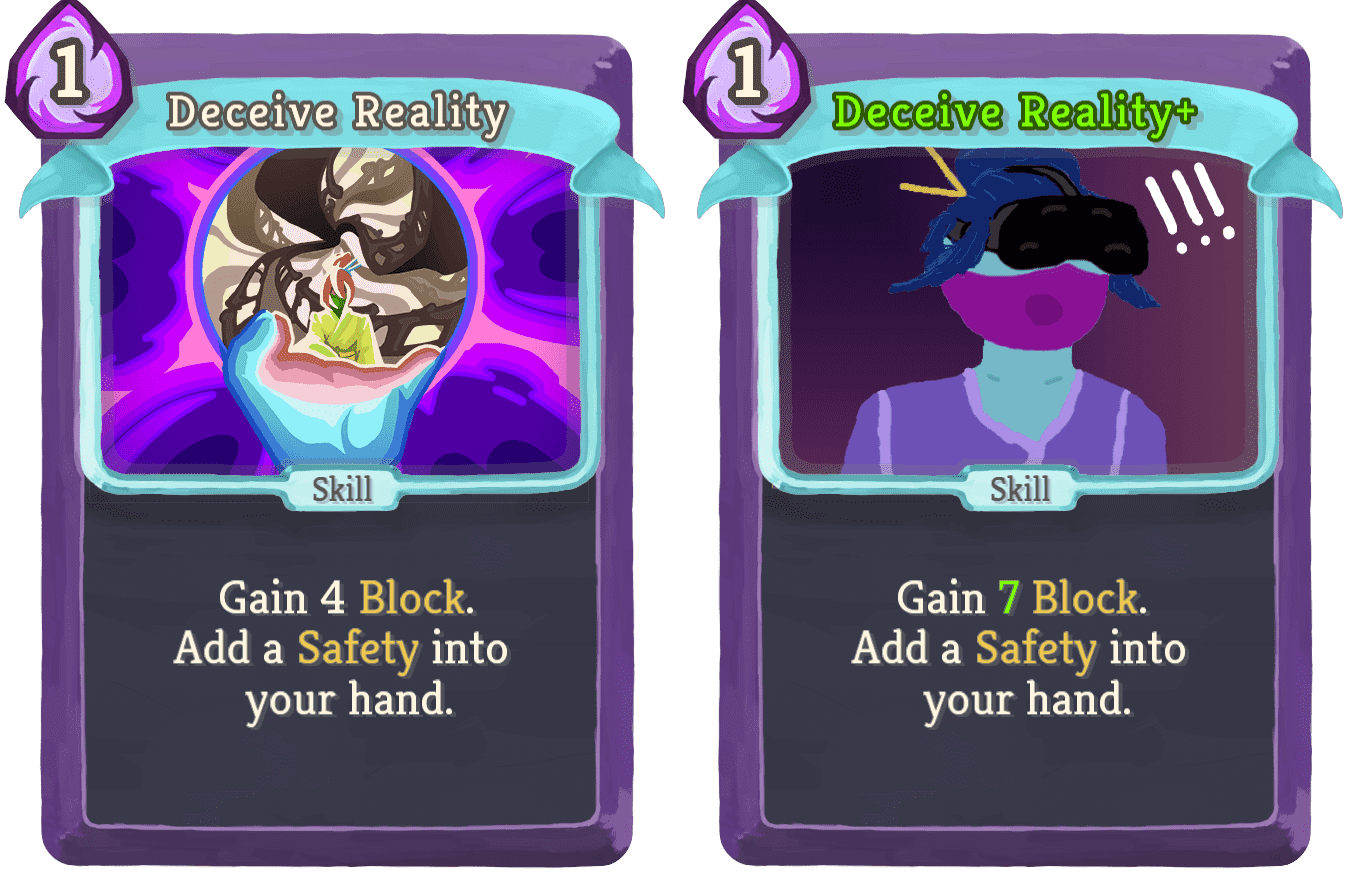 1
Deceive Reality
Skill
Gain 4 Block.
Add a Safety into
your hand.
1
Deceive Reality+
!!!
Skill
Gain 7 Block.
Add a Safety into
your hand.